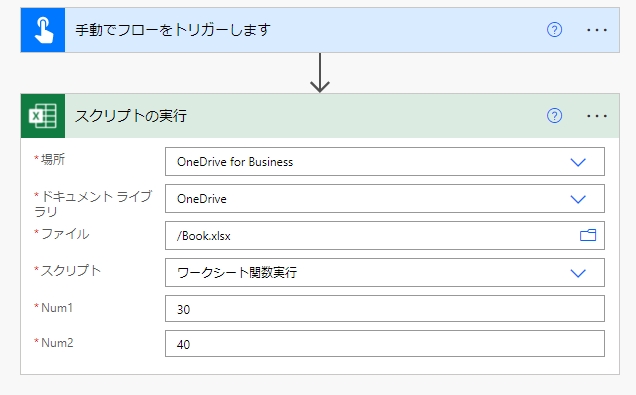 手動でフローをトリガーします
スクリプトの実行
*場所
OneDrive for Business
*ドキュメント ライブ
ラリ
OneDrive
*ファイル
/Book.xlsx
*スクリプト
ワークシート関数実行
*Num1
30
*Num2
40